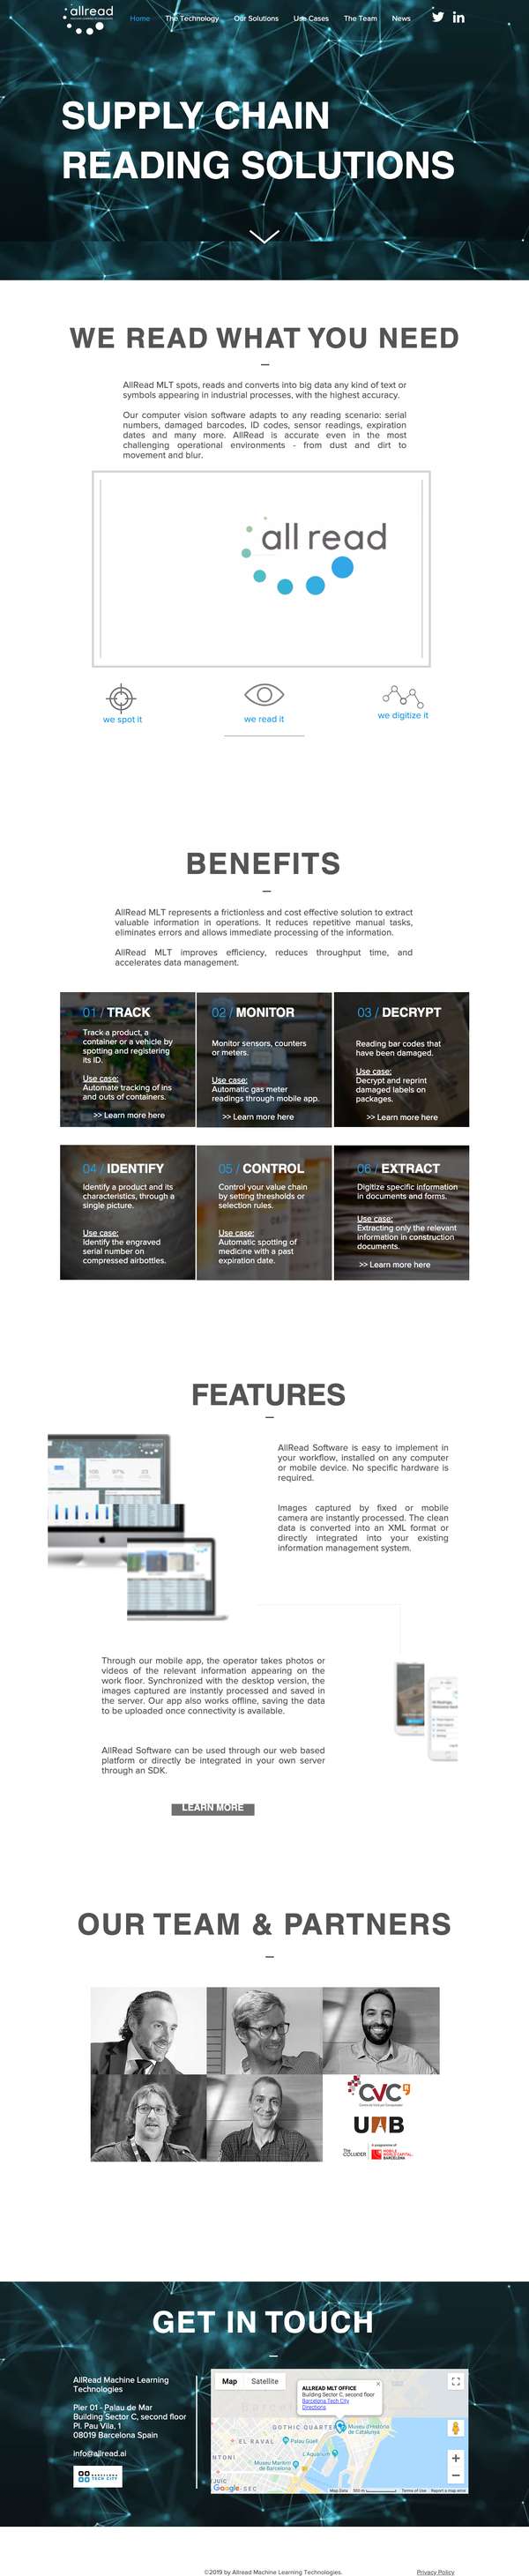 allread
Home The Technology Our Solutions Use Cases The Team News
SUPPLY CHAIN
READING SOLUTIONS
WE READ WHAT YOU NEED
AllRead MLT spots, reads and converts into big data any kind of text or
symbols appearing in industrial processes, with the highest accuracy.
Our computer vision software adapts to any reading scenario: serial
numbers, damaged barcodes, ID codes, sensor readings, expiration
dates and many more. AllRead is accurate even in the most
challenging operational environments - from dust and dirt to
movement and blur.
all read
we spot it
we read it
we digitize it
BENEFITS
AllRead MLT represents a frictionless and cost effective solution to extract
valuable information in operations. It reduces repetitive manual tasks,
eliminates errors and allows immediate processing of the information.
AllRead MLT improves efficiency, reduces throughput time, and
accelerates data management.
01 / TRACK
Track a product, a
container or a vehicle by
spotting and registering
its ID.
Use case:
Automate tracking of ins
and outs of containers.
>> Learn more here
02 / MONITOR
Monitor sensors, counters
or meters.
Use case:
Automatic gas meter
readings through mobile app.
>> Learn more here
03 / DECRYPT
Reading bar codes that
have been damaged.
Use case:
Decrypt and reprint
damaged labels on
packages.
>> Learn more here
04 / IDENTIFY
Identify a product and its
characteristics, through a
single picture.
Use case:
Identify the engraved
serial number on
compressed airbottles.
05 / CONTROL
Control your value chain
by setting thresholds or
selection rules.
Use case:
Automatic spotting of
medicine with a past
expiration date.
06 / EXTRACT
Digitize specific information
in documents and forms.
Use case:
Extracting only the relevant
information in construction
documents.
>> Learn more here
FEATURES
AllRead Software is easy to implement in
your workflow, installed on any computer
or mobile device. No specific hardware is
required.
Images captured by fixed or mobile
camera are instantly processed. The clean
data is converted into an XML format or
directly integrated into your existing
information management system.
Through our mobile app, the operator takes photos or
videos of the relevant information appearing on the
work floor. Synchronized with the desktop version, the
images captured are instantly processed and saved in
the server. Our app also works offline, saving the data
to be uploaded once connectivity is available.
AllRead Software can be used through our web based
platform or directly be integrated in your own server
through an SDK.
LEARN MORE
OUR TEAM & PARTNERS
CVC
UAB
THE COLLIDER
MOBILE
WORLD CAPITAL
BARCELONA
GET IN TOUCH
AllRead Machine Learning
Technologies
Pier 01 - Palau de Mar
Building Sector C, second floor
Pl. Pau Vila, 1
08019 Barcelona Spain
info@allread.ai
BARCELONA
TECH CITY
Map Satellite
ALLREAD MLT OFFICE
Building Sector C, second floor
Barcelona Tech City
Directions
GOTHIC QUARTER
Museu d'Història
de Catalunya
EL RAVAL
Palau Güell
L'Aquàrium
Museu Marítim
de Barcelona
Google
Map Data 500 m Terms of Use Report a map error
©2019 by Allread Machine Learning Technologies.
Privacy Policy